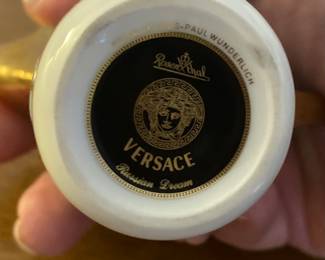 ©-PAUL WUNDERLICH
Rosenthal
VERSACE
Russian Dream